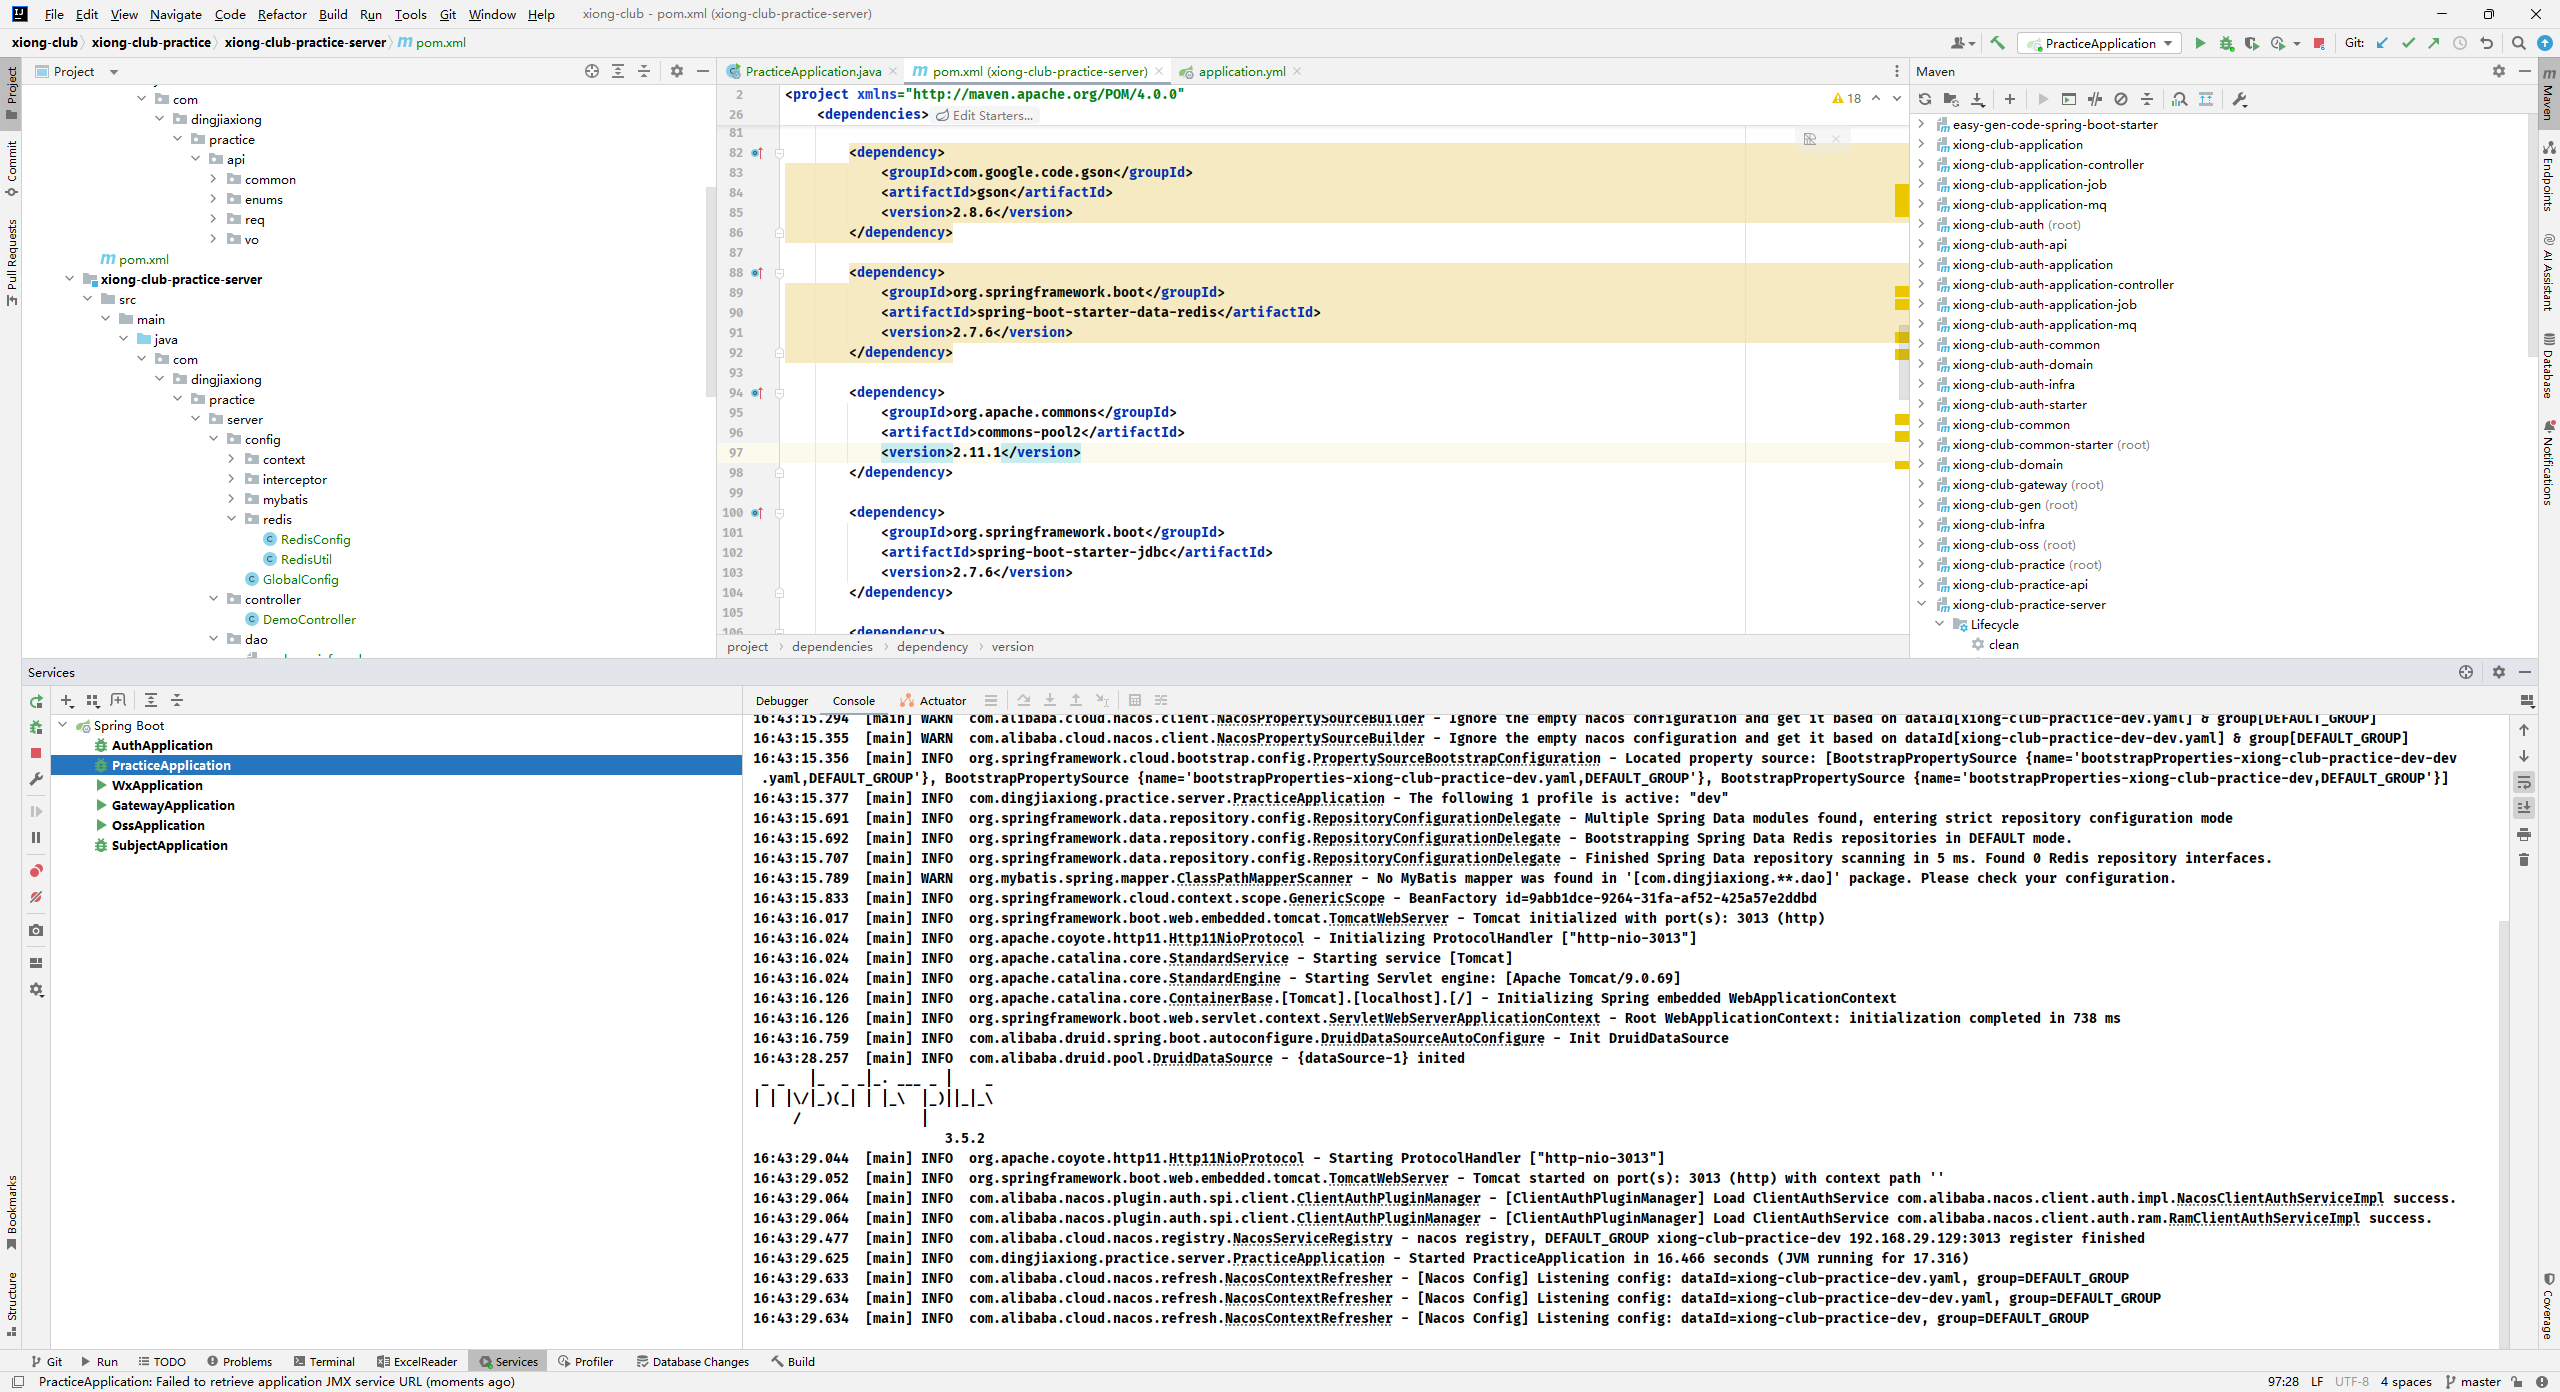 File Edit View Navigate Code Refactor Build Run Tools Git Window Help xiong-club - pom.xml (xiong-club-practice-server)
xiong-club xiong-club-practice xiong-club-practice-server pom.xml
PracticeApplication
Git:
Project
PracticeApplication.java
pom.xml (xiong-club-practice-server)
application.yml
Maven
Project
Commit
Pull Requests
Bookmarks
Structure
com
dingjiaxiong
practice
api
common
enums
req
vo
pom.xml
xiong-club-practice-server
src
main
java
com
dingjiaxiong
practice
server
config
context
interceptor
mybatis
redis
RedisConfig
RedisUtil
GlobalConfig
controller
DemoController
dao
18
2 <project xmlns="http://maven.apache.org/POM/4.0.0"
26 <dependencies> Edit Starters...
81
82 <dependency>
83 <groupId>com.google.code.gson</groupId>
84 <artifactId>gson</artifactId>
85 <version>2.8.6</version>
86 </dependency>
87
88 <dependency>
89 <groupId>org.springframework.boot</groupId>
90 <artifactId>spring-boot-starter-data-redis</artifactId>
91 <version>2.7.6</version>
92 </dependency>
93
94 <dependency>
95 <groupId>org.apache.commons</groupId>
96 <artifactId>commons-pool2</artifactId>
97 <version>2.11.1</version>
98 </dependency>
99
100 <dependency>
101 <groupId>org.springframework.boot</groupId>
102 <artifactId>spring-boot-starter-jdbc</artifactId>
103 <version>2.7.6</version>
104 </dependency>
105
106 <dependency>
project dependencies dependency version
easy-gen-code-spring-boot-starter
xiong-club-application
xiong-club-application-controller
xiong-club-application-job
xiong-club-application-mq
xiong-club-auth (root)
xiong-club-auth-api
xiong-club-auth-application
xiong-club-auth-application-controller
xiong-club-auth-application-job
xiong-club-auth-application-mq
xiong-club-auth-common
xiong-club-auth-domain
xiong-club-auth-infra
xiong-club-auth-starter
xiong-club-common
xiong-club-common-starter (root)
xiong-club-domain
xiong-club-gateway (root)
xiong-club-gen (root)
xiong-club-infra
xiong-club-oss (root)
xiong-club-practice (root)
xiong-club-practice-api
xiong-club-practice-server
Lifecycle
clean
Maven
Endpoints
AI Assistant
Database
Notifications
Coverage
Services
Debugger Console Actuator
Spring Boot
AuthApplication
PracticeApplication
WxApplication
GatewayApplication
OssApplication
SubjectApplication
16:43:15.294 [main] WARN com.alibaba.cloud.nacos.client.NacosPropertySourceBuilder - Ignore the empty nacos configuration and get it based on dataId[xiong-club-practice-dev.yaml] & group[DEFAULT_GROUP]
16:43:15.355 [main] WARN com.alibaba.cloud.nacos.client.NacosPropertySourceBuilder - Ignore the empty nacos configuration and get it based on dataId[xiong-club-practice-dev-dev.yaml] & group[DEFAULT_GROUP]
16:43:15.356 [main] INFO org.springframework.cloud.bootstrap.config.PropertySourceBootstrapConfiguration - Located property source: [BootstrapPropertySource {name='bootstrapProperties-xiong-club-practice-dev-dev
.yaml,DEFAULT_GROUP'}, BootstrapPropertySource {name='bootstrapProperties-xiong-club-practice-dev.yaml,DEFAULT_GROUP'}, BootstrapPropertySource {name='bootstrapProperties-xiong-club-practice-dev,DEFAULT_GROUP'}]
16:43:15.377 [main] INFO com.dingjiaxiong.practice.server.PracticeApplication - The following 1 profile is active: "dev"
16:43:15.691 [main] INFO org.springframework.data.repository.config.RepositoryConfigurationDelegate - Multiple Spring Data modules found, entering strict repository configuration mode
16:43:15.692 [main] INFO org.springframework.data.repository.config.RepositoryConfigurationDelegate - Bootstrapping Spring Data Redis repositories in DEFAULT mode.
16:43:15.707 [main] INFO org.springframework.data.repository.config.RepositoryConfigurationDelegate - Finished Spring Data repository scanning in 5 ms. Found 0 Redis repository interfaces.
16:43:15.789 [main] WARN org.mybatis.spring.mapper.ClassPathMapperScanner - No MyBatis mapper was found in '[com.dingjiaxiong.**.dao]' package. Please check your configuration.
16:43:15.833 [main] INFO org.springframework.cloud.context.scope.GenericScope - BeanFactory id=9abb1dce-9264-31fa-af52-425a57e2ddbd
16:43:16.017 [main] INFO org.springframework.boot.web.embedded.tomcat.TomcatWebServer - Tomcat initialized with port(s): 3013 (http)
16:43:16.024 [main] INFO org.apache.coyote.http11.Http11NioProtocol - Initializing ProtocolHandler ["http-nio-3013"]
16:43:16.024 [main] INFO org.apache.catalina.core.StandardService - Starting service [Tomcat]
16:43:16.024 [main] INFO org.apache.catalina.core.StandardEngine - Starting Servlet engine: [Apache Tomcat/9.0.69]
16:43:16.126 [main] INFO org.apache.catalina.core.ContainerBase.[Tomcat].[localhost].[/] - Initializing Spring embedded WebApplicationContext
16:43:16.126 [main] INFO org.springframework.boot.web.servlet.context.ServletWebServerApplicationContext - Root WebApplicationContext: initialization completed in 738 ms
16:43:16.759 [main] INFO com.alibaba.druid.spring.boot.autoconfigure.DruidDataSourceAutoConfigure - Init DruidDataSource
16:43:28.257 [main] INFO com.alibaba.druid.pool.DruidDataSource - {dataSource-1} inited
 _ _   |_  _ _|_. ___ _ |    _
| | |\/|_)(_| | |_\  |_)||_|_\
     /               |
3.5.2
16:43:29.044 [main] INFO org.apache.coyote.http11.Http11NioProtocol - Starting ProtocolHandler ["http-nio-3013"]
16:43:29.052 [main] INFO org.springframework.boot.web.embedded.tomcat.TomcatWebServer - Tomcat started on port(s): 3013 (http) with context path ''
16:43:29.064 [main] INFO com.alibaba.nacos.plugin.auth.spi.client.ClientAuthPluginManager - [ClientAuthPluginManager] Load ClientAuthService com.alibaba.nacos.client.auth.impl.NacosClientAuthServiceImpl success.
16:43:29.064 [main] INFO com.alibaba.nacos.plugin.auth.spi.client.ClientAuthPluginManager - [ClientAuthPluginManager] Load ClientAuthService com.alibaba.nacos.client.auth.ram.RamClientAuthServiceImpl success.
16:43:29.477 [main] INFO com.alibaba.cloud.nacos.registry.NacosServiceRegistry - nacos registry, DEFAULT_GROUP xiong-club-practice-dev 192.168.29.129:3013 register finished
16:43:29.625 [main] INFO com.dingjiaxiong.practice.server.PracticeApplication - Started PracticeApplication in 16.466 seconds (JVM running for 17.316)
16:43:29.633 [main] INFO com.alibaba.cloud.nacos.refresh.NacosContextRefresher - [Nacos Config] Listening config: dataId=xiong-club-practice-dev.yaml, group=DEFAULT_GROUP
16:43:29.634 [main] INFO com.alibaba.cloud.nacos.refresh.NacosContextRefresher - [Nacos Config] Listening config: dataId=xiong-club-practice-dev-dev.yaml, group=DEFAULT_GROUP
16:43:29.634 [main] INFO com.alibaba.cloud.nacos.refresh.NacosContextRefresher - [Nacos Config] Listening config: dataId=xiong-club-practice-dev, group=DEFAULT_GROUP
Git Run TODO Problems Terminal ExcelReader Services Profiler Database Changes Build
PracticeApplication: Failed to retrieve application JMX service URL (moments ago)
97:28 LF UTF-8 4 spaces master